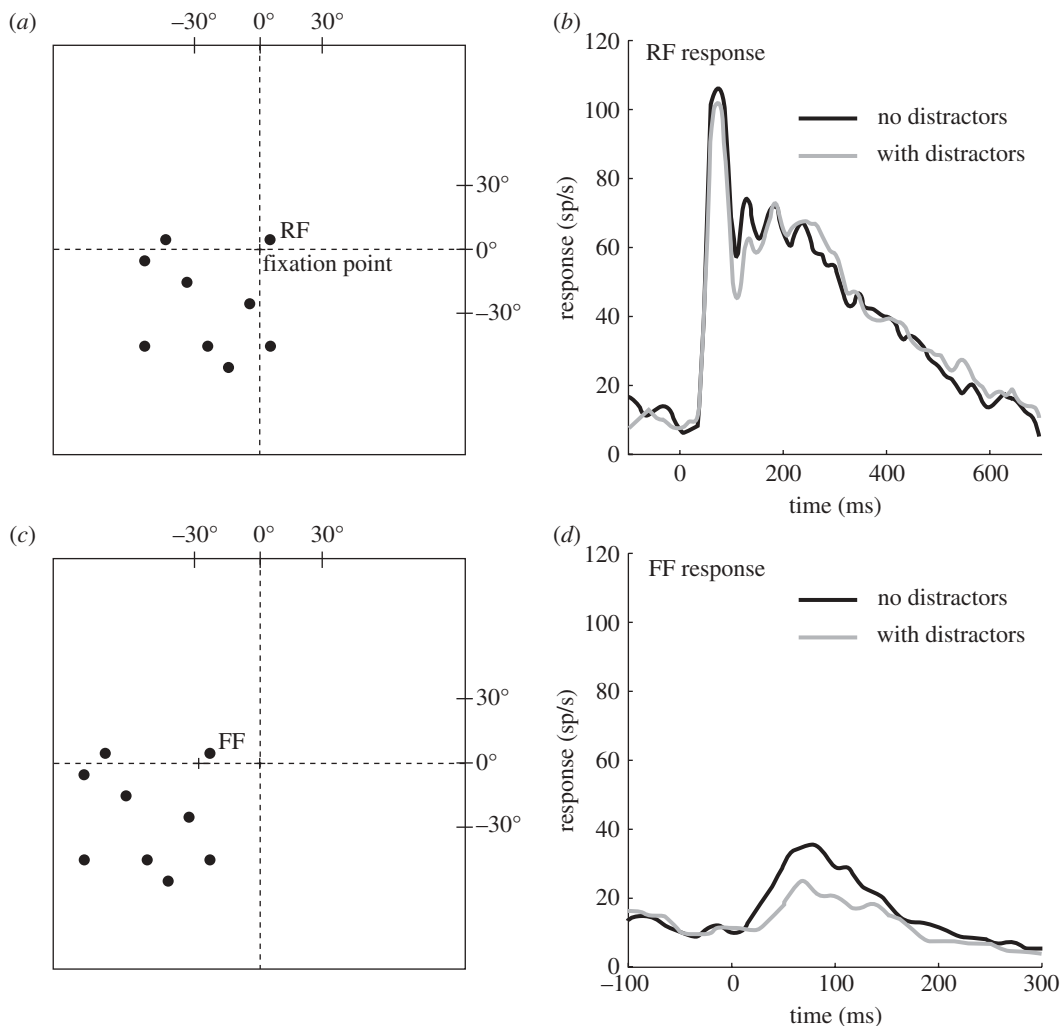 (a)
–30° 0° 30°
30°
0°
–30°
RF
fixation point
(b)
RF response
no distractors
with distractors
response (sp/s)
120
100
80
60
40
20
0
0 200 400 600
time (ms)
(c)
–30° 0° 30°
30°
0°
–30°
FF
(d)
FF response
no distractors
with distractors
response (sp/s)
120
100
80
60
40
20
0
–100 0 100 200 300
time (ms)